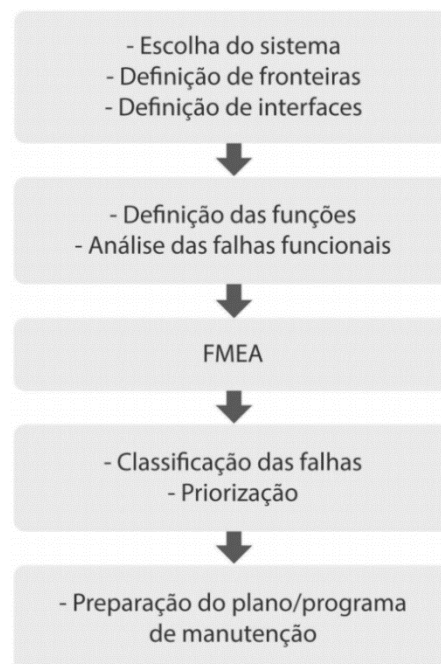 - Escolha do sistema
- Definição de fronteiras
- Definição de interfaces
- Definição das funções
- Análise das falhas funcionais
FMEA
- Classificação das falhas
- Priorização
- Preparação do plano/programa
de manutenção